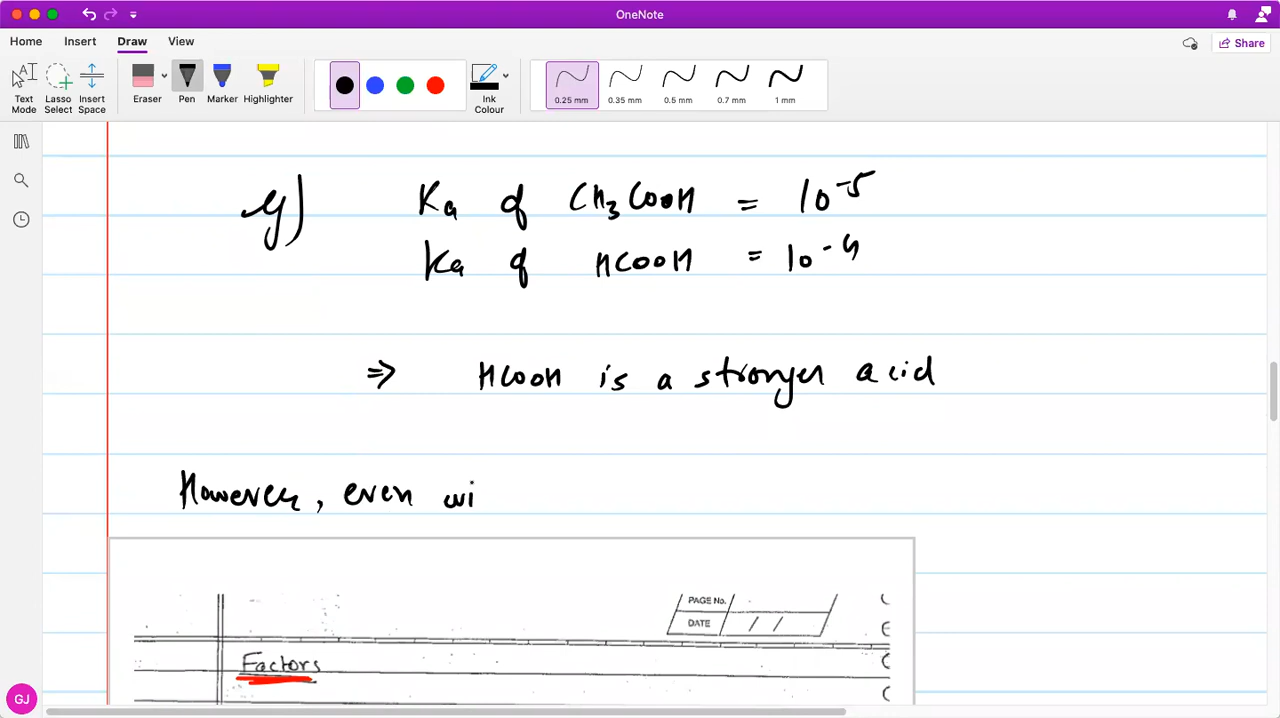 OneNote
Home Insert Draw View
Share
Text Mode
Lasso Select
Insert Space
Eraser
Pen
Marker
Highlighter
Ink Colour
0.25 mm
0.35 mm
0.5 mm
0.7 mm
1 mm
eg) Ka of CH3COOH = 10-5
Ka of HCOOH = 10-4
⇒ HCOOH is a stronger acid
However, even wi
PAGE No.
DATE / /
Factors
GJ